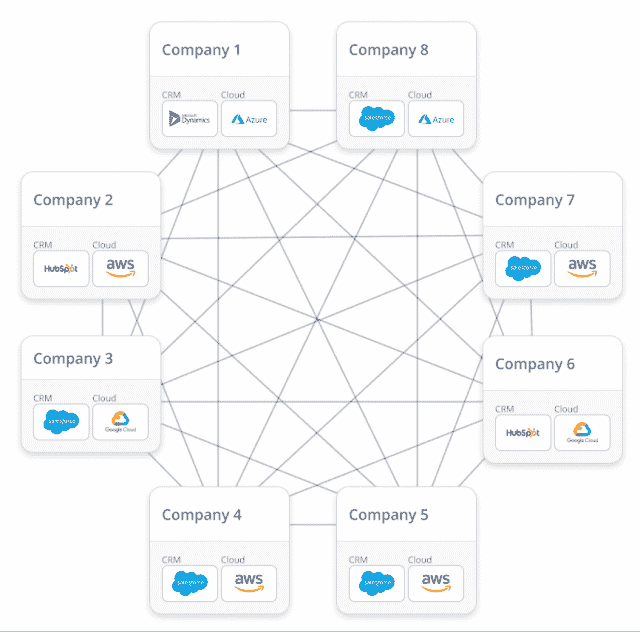 Company 1
CRM Cloud
Microsoft
Dynamics
Azure
Company 8
CRM Cloud
salesforce
Azure
Company 2
CRM Cloud
HubSpot
aws
Company 7
CRM Cloud
salesforce
aws
Company 3
CRM Cloud
salesforce
Google Cloud
Company 6
CRM Cloud
HubSpot
Google Cloud
Company 4
CRM Cloud
salesforce
aws
Company 5
CRM Cloud
salesforce
aws